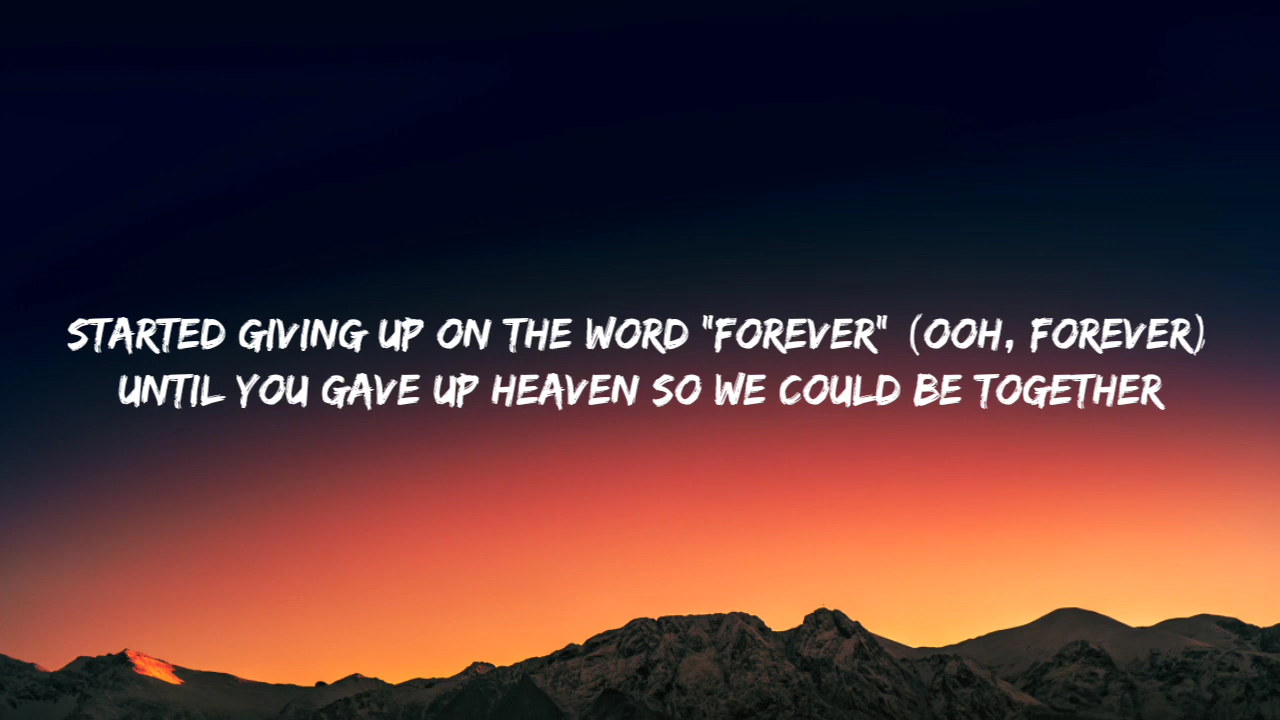 STARTED GIVING UP ON THE WORD "FOREVER" (OOH, FOREVER)
UNTIL YOU GAVE UP HEAVEN SO WE COULD BE TOGETHER